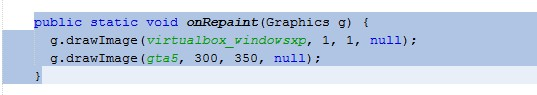 public static void onRepaint(Graphics g) {
g.drawImage(virtualbox_windowsxp, 1, 1, null);
g.drawImage(gta5, 300, 350, null);
}